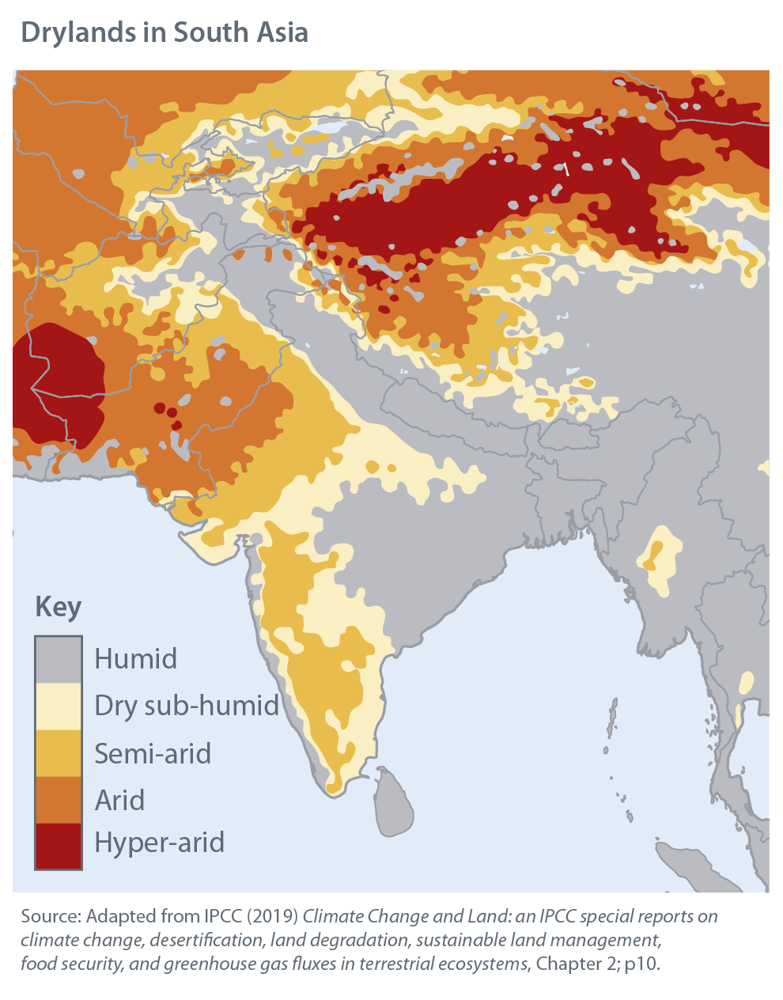 Drylands in South Asia
Key
Humid
Dry sub-humid
Semi-arid
Arid
Hyper-arid
Source: Adapted from IPCC (2019) Climate Change and Land: an IPCC special reports on
climate change, desertification, land degradation, sustainable land management,
food security, and greenhouse gas fluxes in terrestrial ecosystems, Chapter 2; p10.